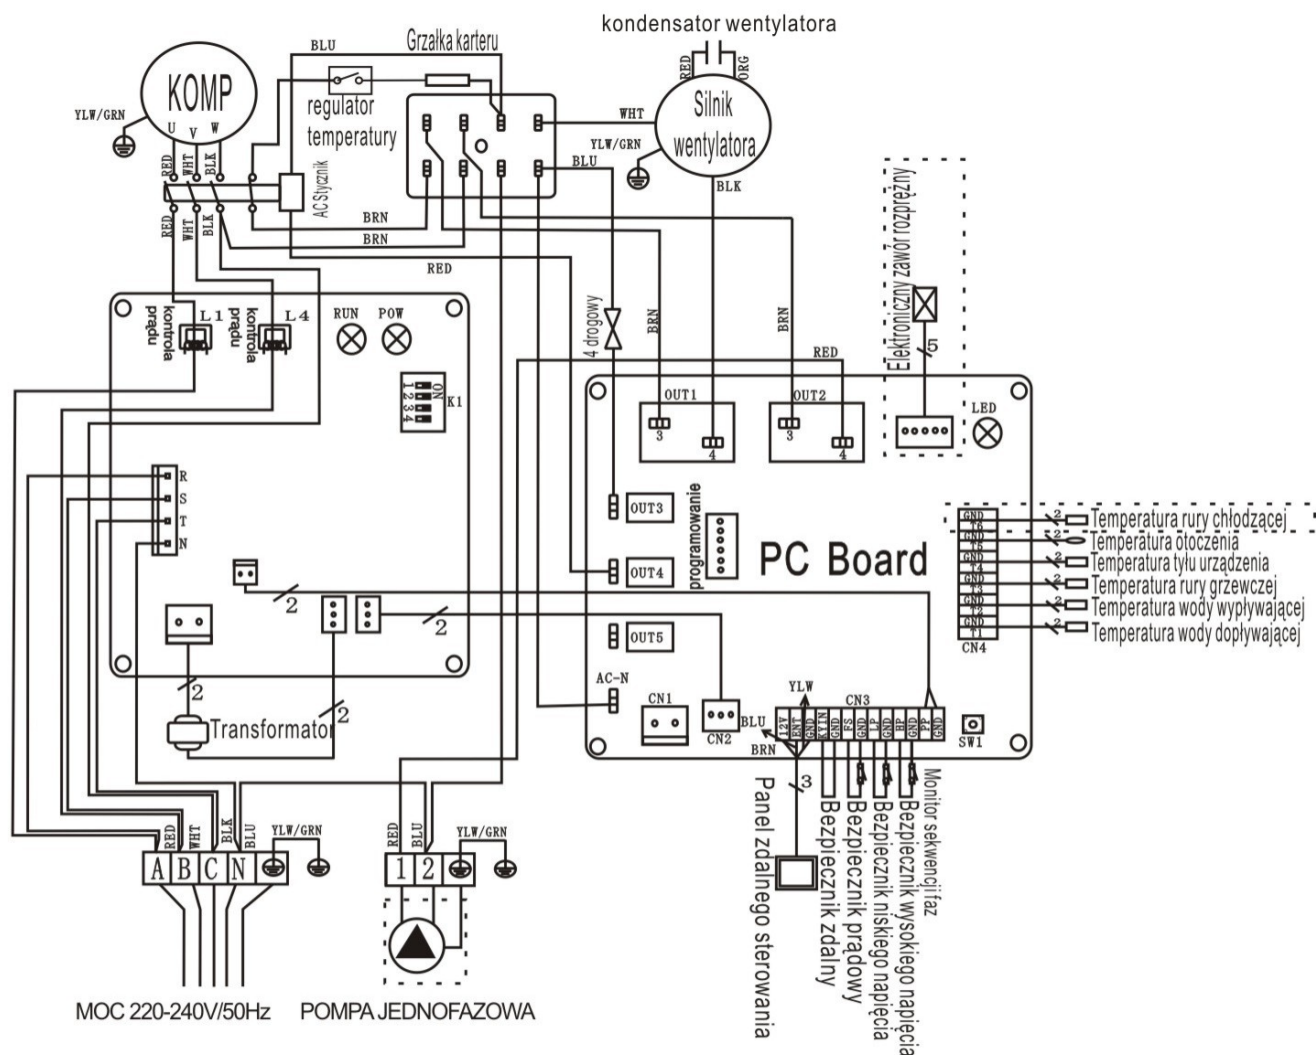 kondensator wentylatora
BLU
Grzałka karteru
RED
ORG
KOMP
U
V
W
YLW/GRN
regulator
temperatury
Silnik
wentylatora
WHT
YLW/GRN
BLU
BLK
RED
WHT
BLK
AC Stycznik
RED
WHT
BLK
BRN
BRN
RED
4 drogowy
BRN
BRN
RED
Elektroniczny zawór rozprężny
5
kontrola
prądu
L1
kontrola
prądu
L4
RUN
POW
1
2
3
4
ON
K1
OUT1
3
4
OUT2
3
4
LED
R
S
T
N
OUT3
OUT4
OUT5
AC-N
programowanie
PC Board
GND
T6
2
Temperatura rury chłodzącej
GND
T5
2
Temperatura otoczenia
GND
T4
2
Temperatura tyłu urządzenia
GND
T3
2
Temperatura rury grzewczej
GND
T2
2
Temperatura wody wypływającej
GND
T1
2
Temperatura wody dopływającej
CN4
2
2
2
2
Transformator
CN1
CN2
YLW
BLU
BRN
CN3
12V
ENT
GND
KYIN
GND
FS
GND
LP
GND
HP
GND
PP
GND
SW1
3
Panel zdalnego sterowania
Bezpiecznik zdalny
Bezpiecznik prądowy
Bezpiecznik niskiego napięcia
Bezpiecznik wysokiego napięcia
Monitor sekwencji faz
RED
WHT
BLK
BLU
YLW/GRN
A
B
C
N
RED
BLU
YLW/GRN
1
2
MOC 220-240V/50Hz
POMPA JEDNOFAZOWA